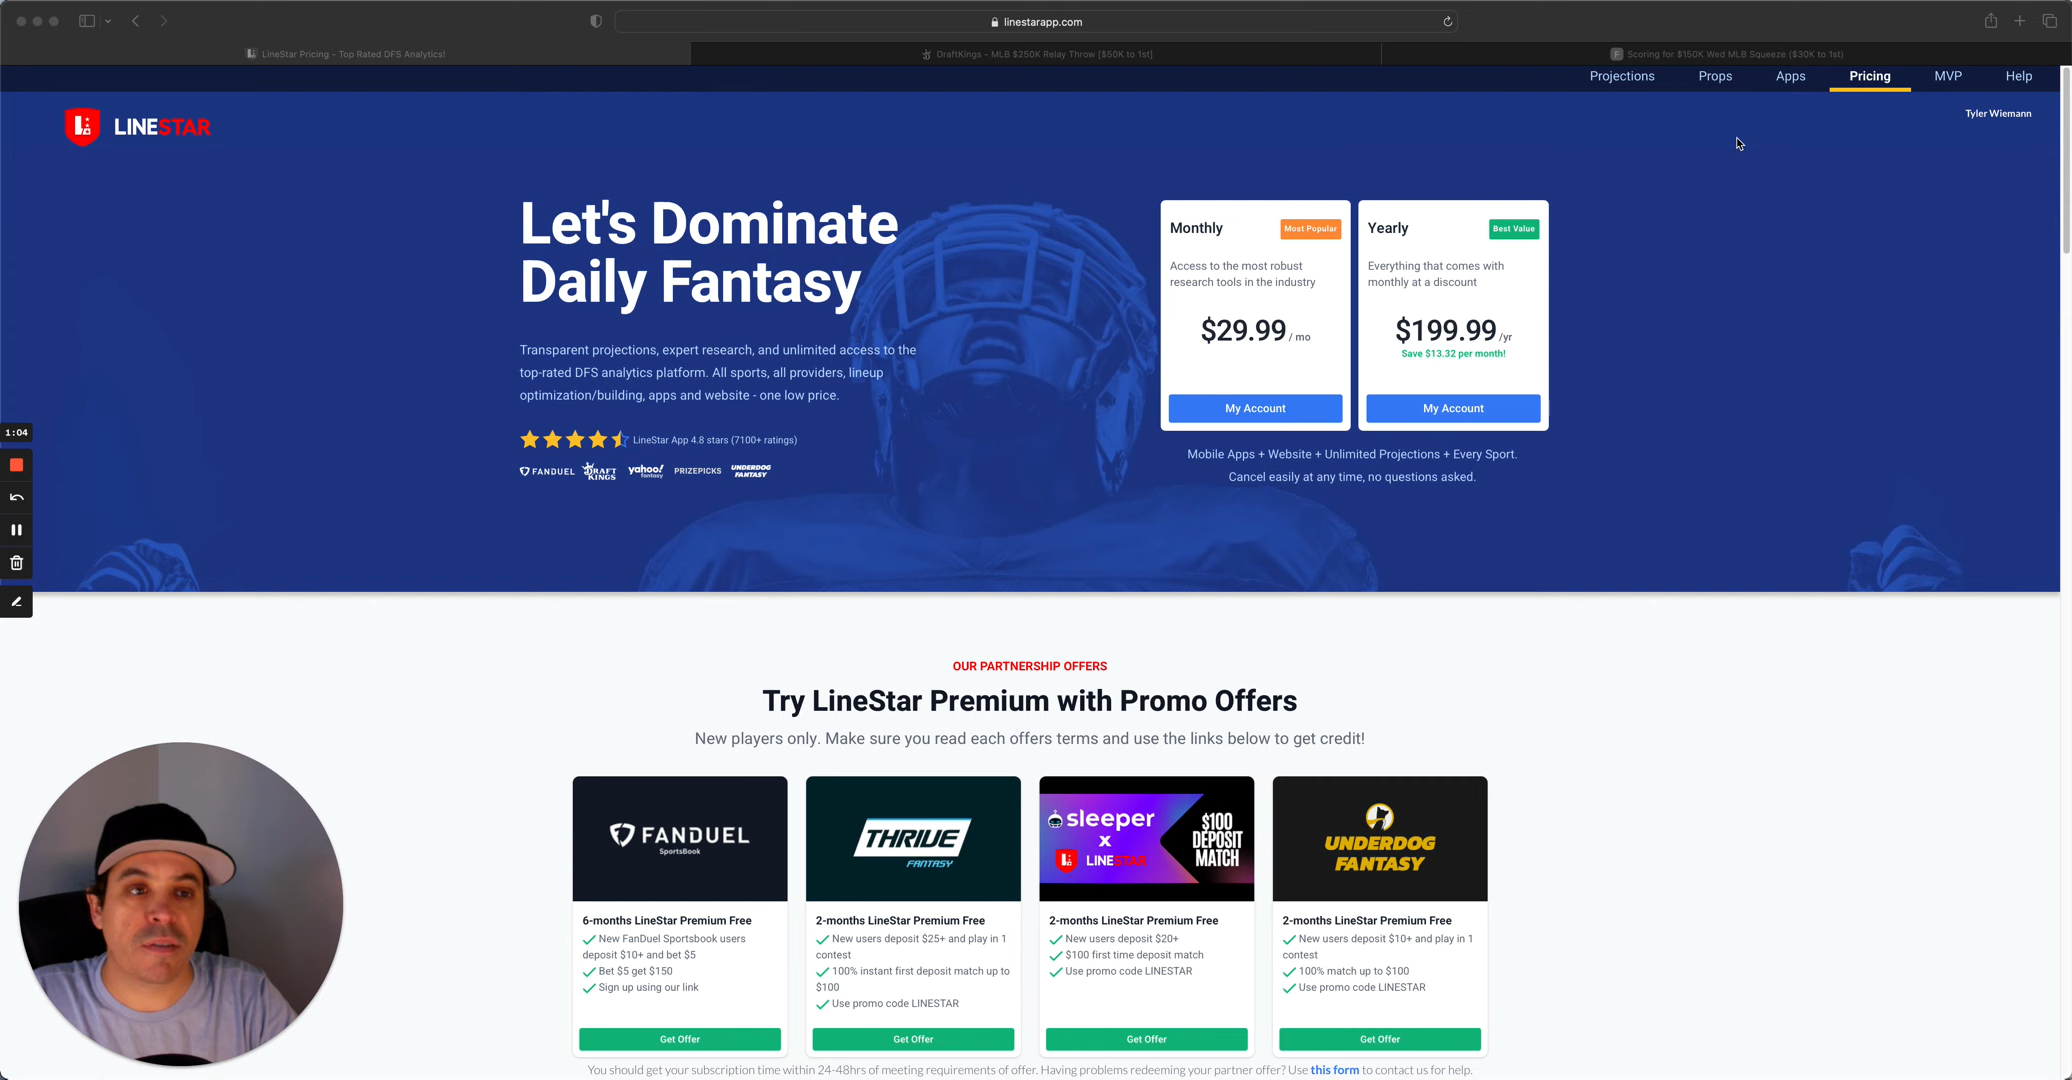 linestarapp.com
LineStar Pricing - Top Rated DFS Analytics!
DraftKings - MLB $250K Relay Throw [$50K to 1st]
F
Scoring for $150K Wed MLB Squeeze ($30K to 1st)
Projections
Props
Apps
Pricing
MVP
Help
LINESTAR
Tyler Wiemann
Let's Dominate
Daily Fantasy
Transparent projections, expert research, and unlimited access to the
top-rated DFS analytics platform. All sports, all providers, lineup
optimization/building, apps and website - one low price.
LineStar App 4.8 stars (7100+ ratings)
FANDUEL
DRAFT
KINGS
yahoo!
fantasy
PRIZEPICKS
UNDERDOG
FANTASY
Monthly
Most Popular
Access to the most robust
research tools in the industry
$29.99 / mo
My Account
Yearly
Best Value
Everything that comes with
monthly at a discount
$199.99 /yr
Save $13.32 per month!
My Account
Mobile Apps + Website + Unlimited Projections + Every Sport.
Cancel easily at any time, no questions asked.
1:04
OUR PARTNERSHIP OFFERS
Try LineStar Premium with Promo Offers
New players only. Make sure you read each offers terms and use the links below to get credit!
FANDUEL
SportsBook
6-months LineStar Premium Free
New FanDuel Sportsbook users
deposit $10+ and bet $5
Bet $5 get $150
Sign up using our link
Get Offer
THRIVE
FANTASY
2-months LineStar Premium Free
New users deposit $25+ and play in 1
contest
100% instant first deposit match up to
$100
Use promo code LINESTAR
Get Offer
sleeper
X
LINESTAR
$100
DEPOSIT
MATCH
2-months LineStar Premium Free
New users deposit $20+
$100 first time deposit match
Use promo code LINESTAR
Get Offer
UNDERDOG
FANTASY
2-months LineStar Premium Free
New users deposit $10+ and play in 1
contest
100% match up to $100
Use promo code LINESTAR
Get Offer
You should get your subscription time within 24-48hrs of meeting requirements of offer. Having problems redeeming your partner offer? Use this form to contact us for help.